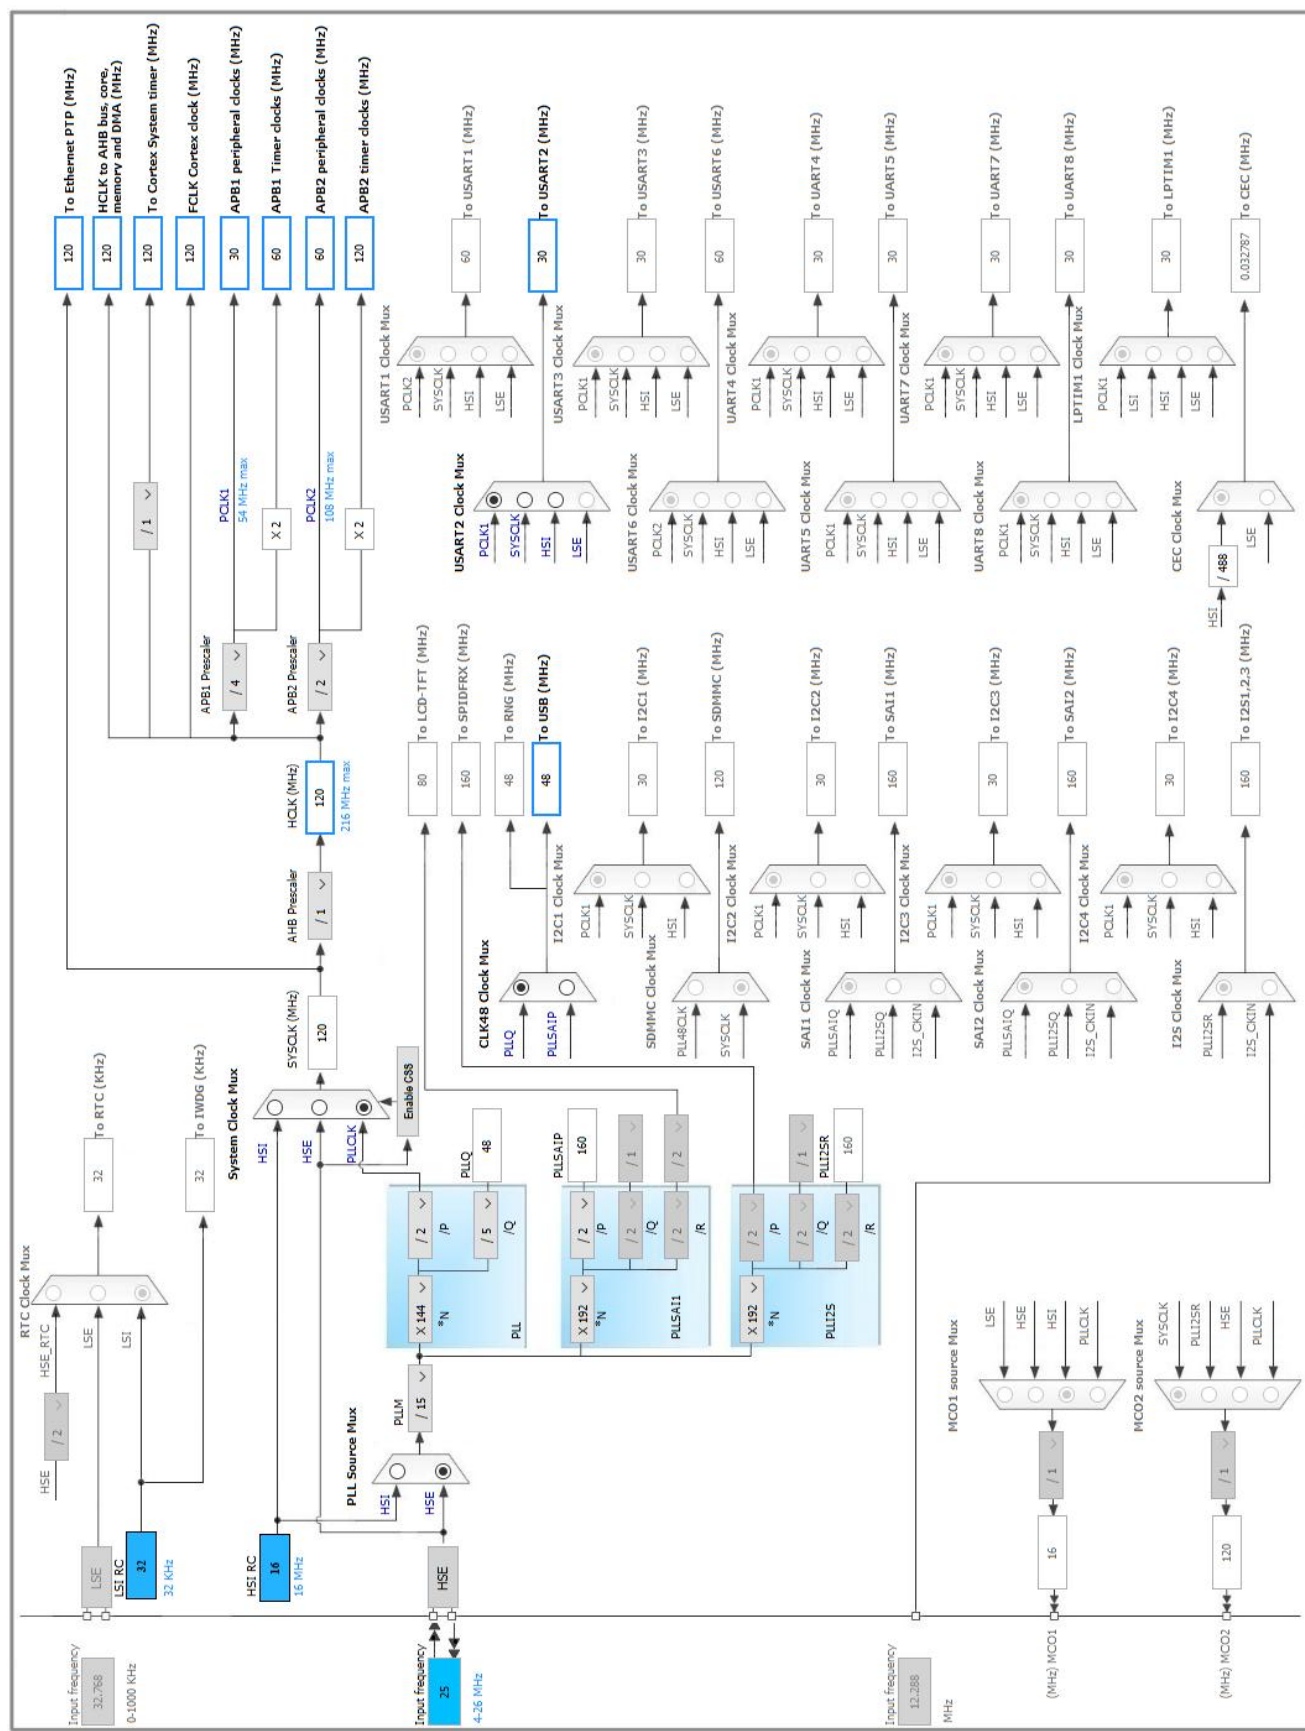 RTC Clock Mux
HSE
/ 2
HSE_RTC
LSE
LSI
32
To RTC (KHz)
Input frequency
32.768
0-1000 KHz
LSE
LSI RC
32
32 KHz
32
To IWDG (KHz)
System Clock Mux
HSI RC
16
16 MHz
HSI
HSE
PLLCLK
Enable CSS
SYSCLK (MHz)
120
AHB Prescaler
/ 1
HCLK (MHz)
120
216 MHz max
APB1 Prescaler
/ 4
APB2 Prescaler
/ 2
/ 1
PCLK1
54 MHz max
X 2
PCLK2
108 MHz max
X 2
120
To Ethernet PTP (MHz)
120
HCLK to AHB bus, core,
memory and DMA (MHz)
120
To Cortex System timer (MHz)
120
FCLK Cortex clock (MHz)
30
APB1 peripheral clocks (MHz)
60
APB1 Timer clocks (MHz)
60
APB2 peripheral clocks (MHz)
120
APB2 timer clocks (MHz)
Input frequency
25
4-26 MHz
HSE
PLL Source Mux
HSI
HSE
PLLM
/ 15
X 144
*N
/ 2
/P
/ 5
/Q
PLL
PLLQ
48
X 192
*N
/ 2
/P
/ 2
/Q
/ 2
/R
PLLSAI1
PLLSAIP
160
/ 1
/ 2
X 192
*N
/ 2
/P
/ 2
/Q
/ 2
/R
PLLI2S
/ 1
PLLI2SR
160
80
To LCD-TFT (MHz)
160
To SPIDFRX (MHz)
48
To RNG (MHz)
CLK48 Clock Mux
PLLQ
PLLSAIP
48
To USB (MHz)
I2C1 Clock Mux
PCLK1
SYSCLK
HSI
30
To I2C1 (MHz)
SDMMC Clock Mux
PLL48CLK
SYSCLK
120
To SDMMC (MHz)
I2C2 Clock Mux
PCLK1
SYSCLK
HSI
30
To I2C2 (MHz)
SAI1 Clock Mux
PLLSAIQ
PLLI2SQ
I2S_CKIN
160
To SAI1 (MHz)
I2C3 Clock Mux
PCLK1
SYSCLK
HSI
30
To I2C3 (MHz)
SAI2 Clock Mux
PLLSAIQ
PLLI2SQ
I2S_CKIN
160
To SAI2 (MHz)
I2C4 Clock Mux
PCLK1
SYSCLK
HSI
30
To I2C4 (MHz)
I2S Clock Mux
PLLI2SR
I2S_CKIN
160
To I2S1,2,3 (MHz)
USART1 Clock Mux
PCLK2
SYSCLK
HSI
LSE
60
To USART1 (MHz)
USART2 Clock Mux
PCLK1
SYSCLK
HSI
LSE
30
To USART2 (MHz)
USART3 Clock Mux
PCLK1
SYSCLK
HSI
LSE
30
To USART3 (MHz)
USART6 Clock Mux
PCLK2
SYSCLK
HSI
LSE
60
To USART6 (MHz)
UART4 Clock Mux
PCLK1
SYSCLK
HSI
LSE
30
To UART4 (MHz)
UART5 Clock Mux
PCLK1
SYSCLK
HSI
LSE
30
To UART5 (MHz)
UART7 Clock Mux
PCLK1
SYSCLK
HSI
LSE
30
To UART7 (MHz)
UART8 Clock Mux
PCLK1
SYSCLK
HSI
LSE
30
To UART8 (MHz)
LPTIM1 Clock Mux
PCLK1
LSI
HSI
LSE
30
To LPTIM1 (MHz)
CEC Clock Mux
HSI
/ 488
LSE
0.032787
To CEC (MHz)
Input frequency
12.288
MHz
MCO1 source Mux
LSE
HSE
HSI
PLLCLK
/ 1
16
(MHz) MCO1
MCO2 source Mux
SYSCLK
PLLI2SR
HSE
PLLCLK
/ 1
120
(MHz) MCO2